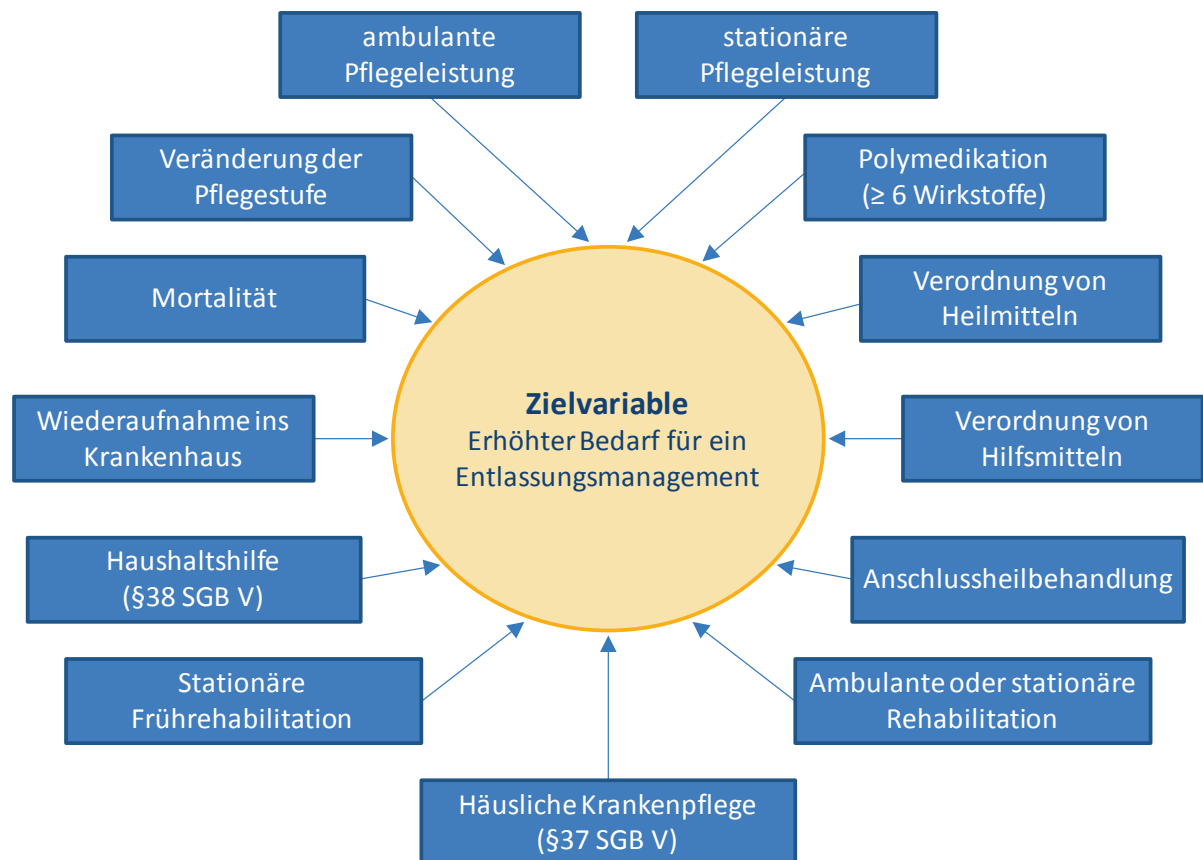 ambulante
Pflegeleistung
stationäre
Pflegeleistung
Veränderung der
Pflegestufe
Polymedikation
(≥ 6 Wirkstoffe)
Mortalität
Verordnung von
Heilmitteln
Zielvariable
Erhöhter Bedarf für ein
Entlassungsmanagement
Wiederaufnahme ins
Krankenhaus
Verordnung von
Hilfsmitteln
Haushaltshilfe
(§38 SGB V)
Anschlussheilbehandlung
Stationäre
Frührehabilitation
Ambulante oder stationäre
Rehabilitation
Häusliche Krankenpflege
(§37 SGB V)